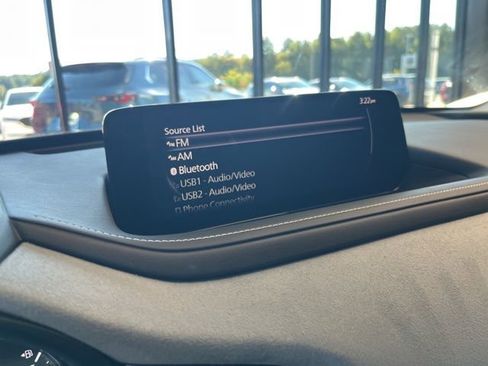 3:22pm
Source List
FM
AM
Bluetooth
USB1 - Audio/Video
USB2 - Audio/Video
Phone Connectivity